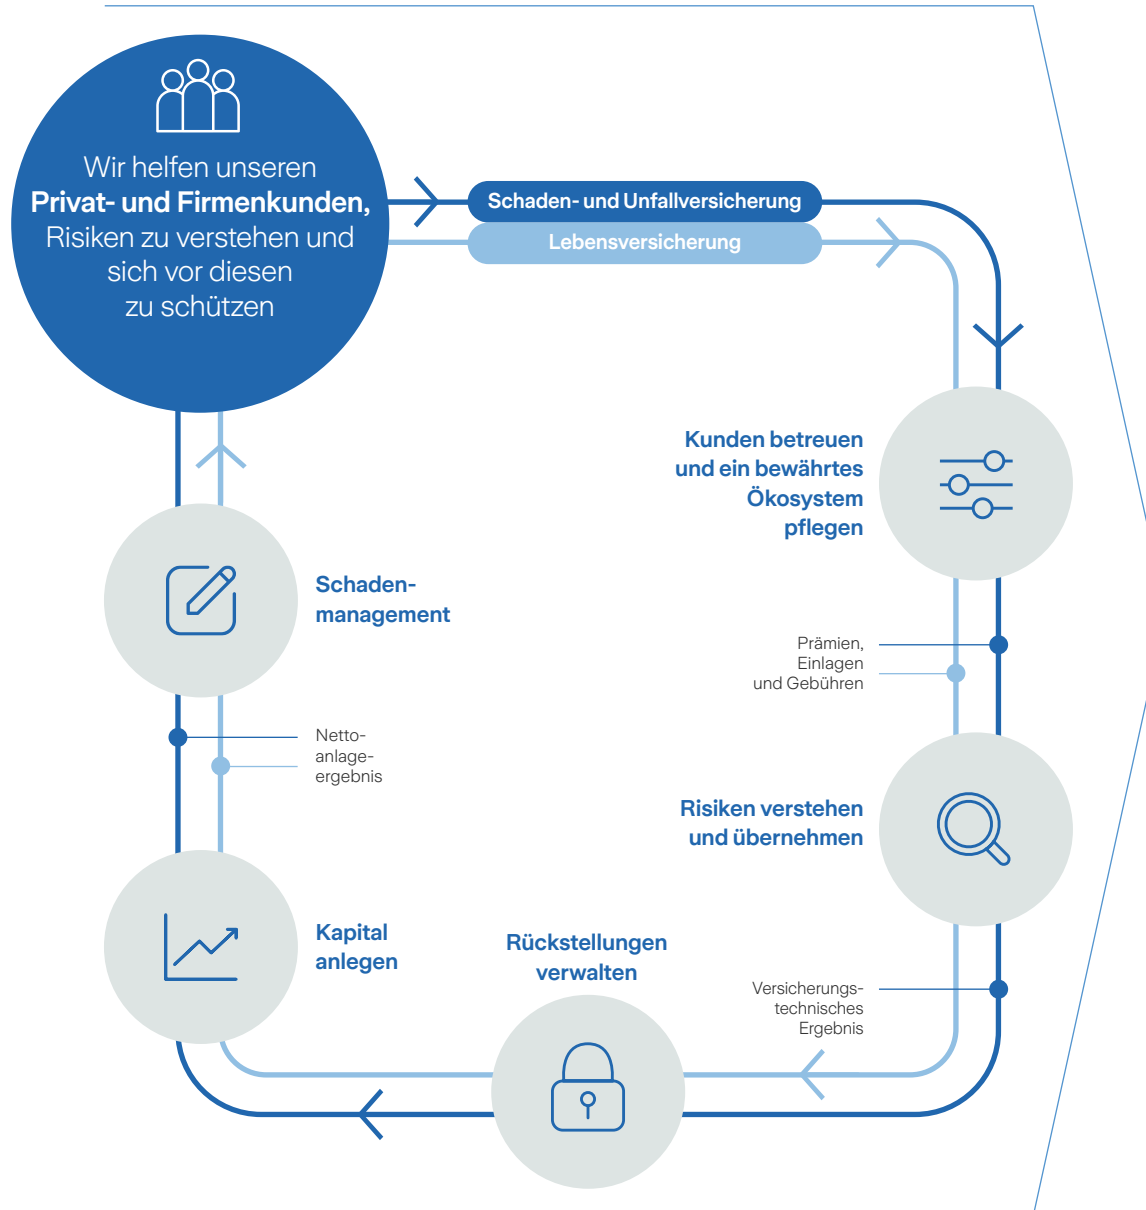 Wir helfen unseren
Privat- und Firmenkunden,
Risiken zu verstehen und
sich vor diesen
zu schützen
Schaden- und Unfallversicherung
Lebensversicherung
Kunden betreuen
und ein bewährtes
Ökosystem
pflegen
Schaden-
management
Prämien,
Einlagen
und Gebühren
Netto-
anlage-
ergebnis
Risiken verstehen
und übernehmen
Kapital
anlegen
Rückstellungen
verwalten
Versicherungs-
technisches
Ergebnis